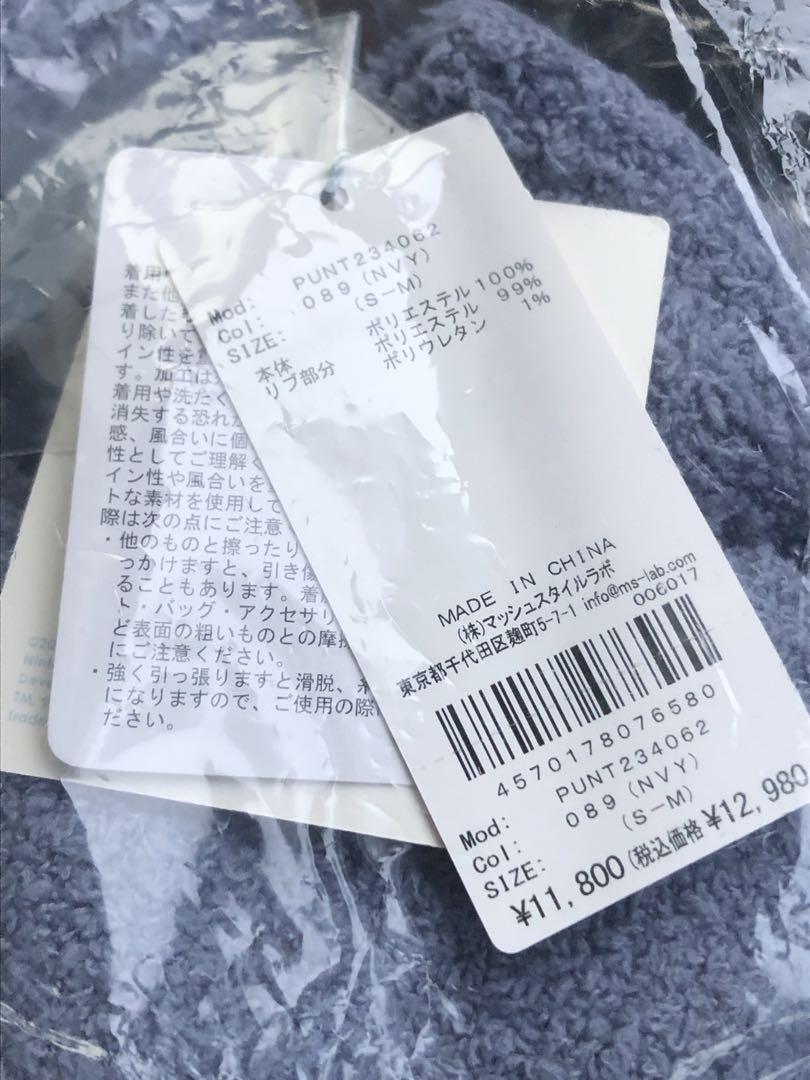 Mod: PUNT234062
Col: 089 (NVY)
SIZE: (S-M)
本体 ポリエステル 100%
リブ部分 ポリエステル 99%
ポリウレタン 1%
MADE IN CHINA
(株)マッシュスタイルラボ
東京都千代田区麹町5-7-1 info@ms-lab.com
006017
4570178076580
Mod: PUNT234062
Col: 089 (NVY)
SIZE: (S-M)
¥11,800 (税込価格 ¥12,980
着用
また他
着した
り除いて
イン性を
す。加工は
着用や洗たく
消失する恐れが
感、風合いに個
性としてご理解く
イン性や風合いを
トな素材を使用して
際は次の点にご注意
・他のものと擦ったり
っかけますと、引き
ることもあります。着
ト・バッグ・アクセサリ
ど表面の粗いものとの摩
にご注意ください。
・強く引っ張りますと滑脱、
になりますので、ご使用の際
ださい。